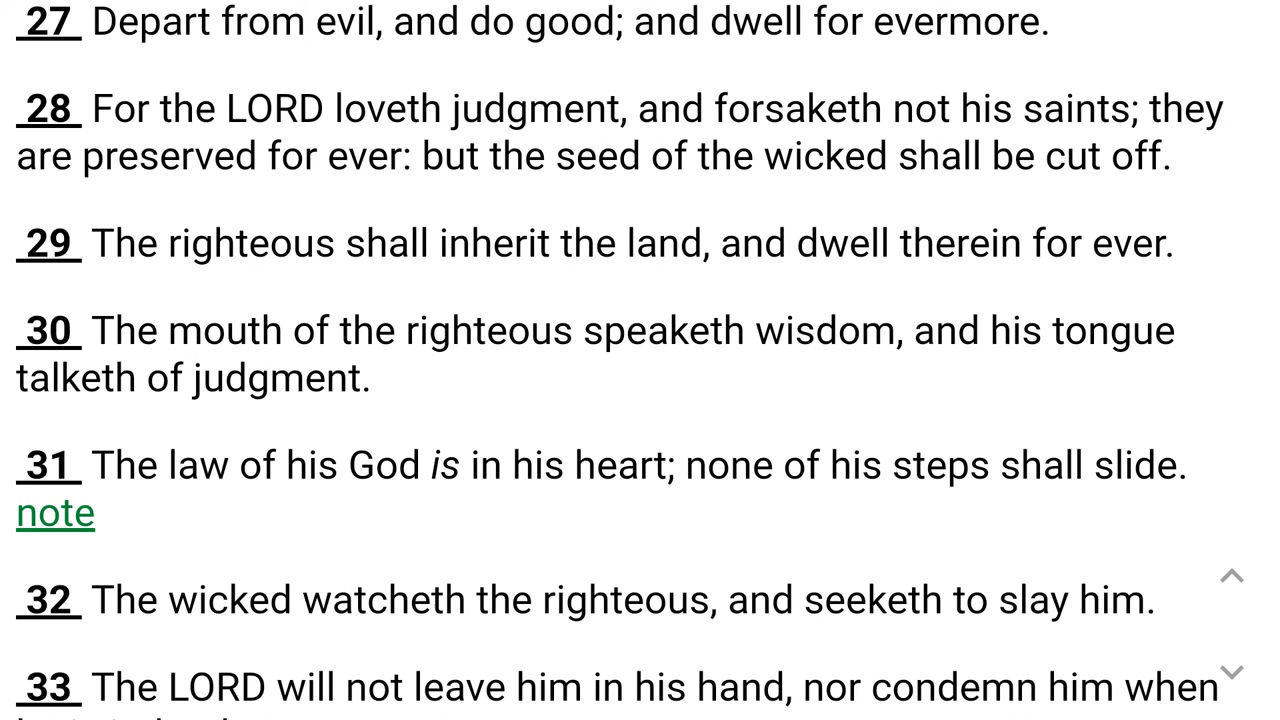 27 Depart from evil, and do good; and dwell for evermore.
28 For the LORD loveth judgment, and forsaketh not his saints; they
are preserved for ever: but the seed of the wicked shall be cut off.
29 The righteous shall inherit the land, and dwell therein for ever.
30 The mouth of the righteous speaketh wisdom, and his tongue
talketh of judgment.
31 The law of his God is in his heart; none of his steps shall slide.
note
32 The wicked watcheth the righteous, and seeketh to slay him.
33 The LORD will not leave him in his hand, nor condemn him when